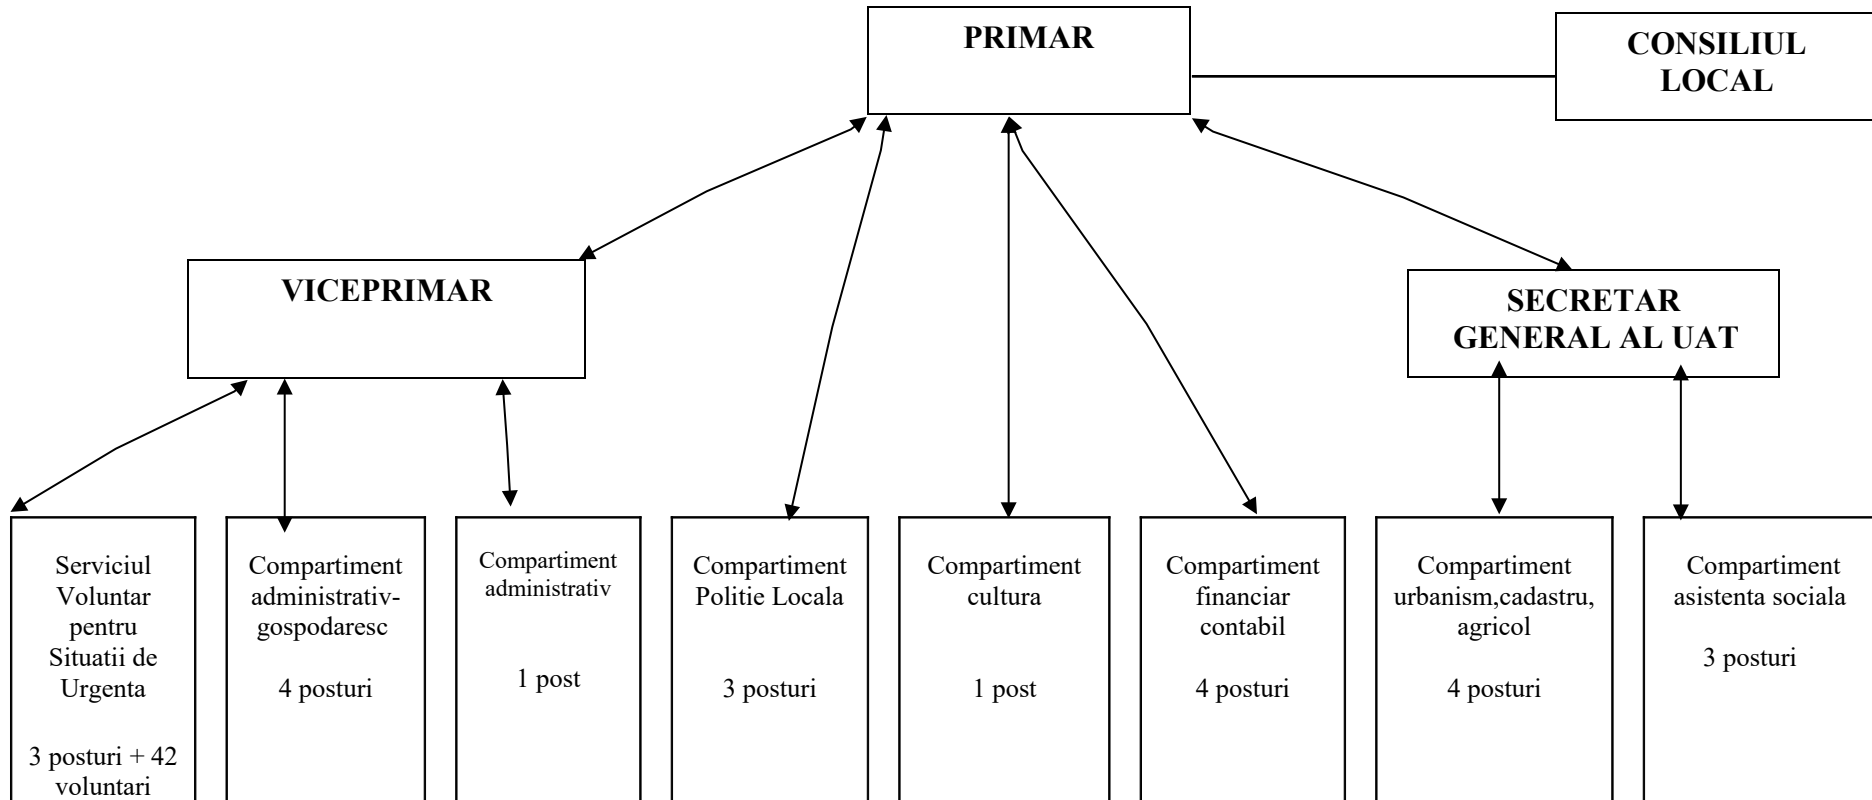 PRIMAR
CONSILIUL
LOCAL
VICEPRIMAR
SECRETAR
GENERAL AL UAT
Serviciul
Voluntar
pentru
Situatii de
Urgenta
3 posturi + 42
voluntari
Compartiment
administrativ-
gospodaresc
4 posturi
Compartiment
administrativ
1 post
Compartiment
Politie Locala
3 posturi
Compartiment
cultura
1 post
Compartiment
financiar
contabil
4 posturi
Compartiment
urbanism,cadastru,
agricol
4 posturi
Compartiment
asistenta sociala
3 posturi